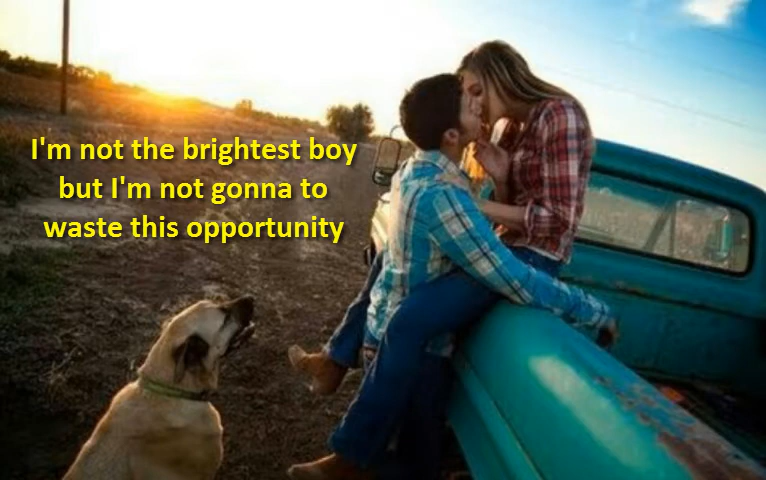 I'm not the brightest boy
but I'm not gonna to
waste this opportunity